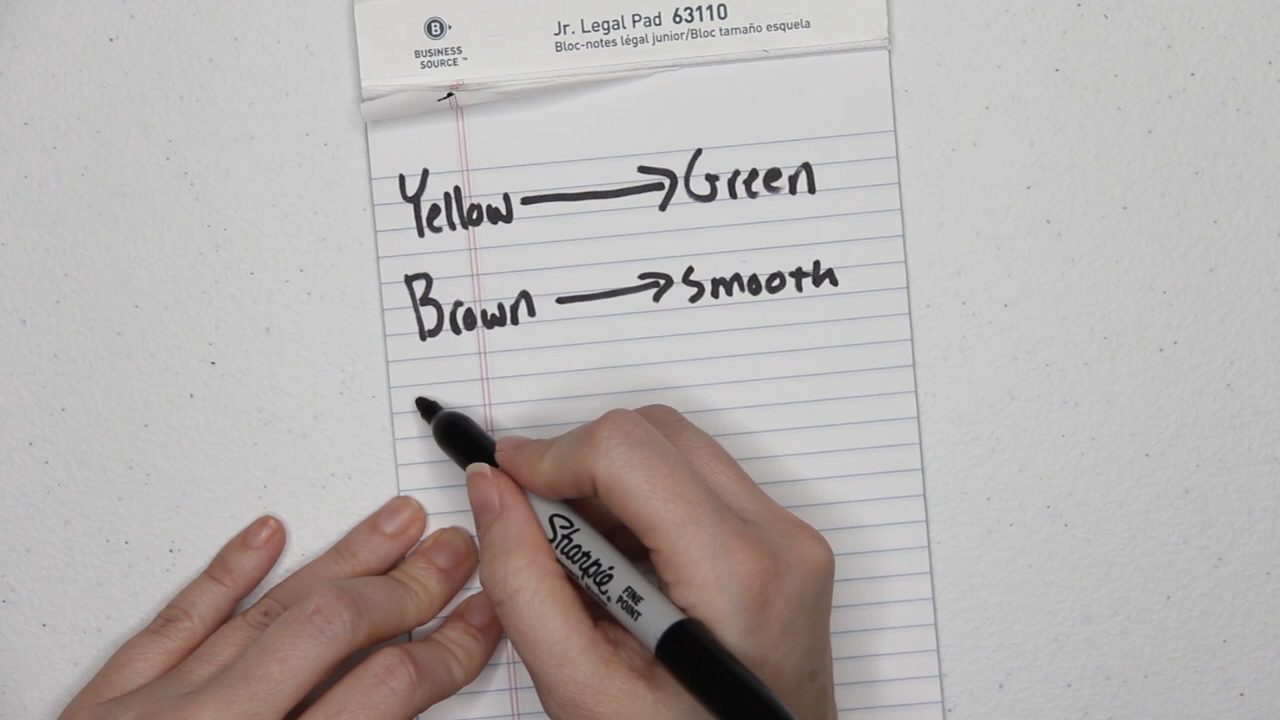 B
BUSINESS
SOURCE™
Jr. Legal Pad 63110
Bloc-notes légal junior/Bloc tamaño esquela
Yellow → Green
Brown → Smooth
Sharpie.
FINE
POINT